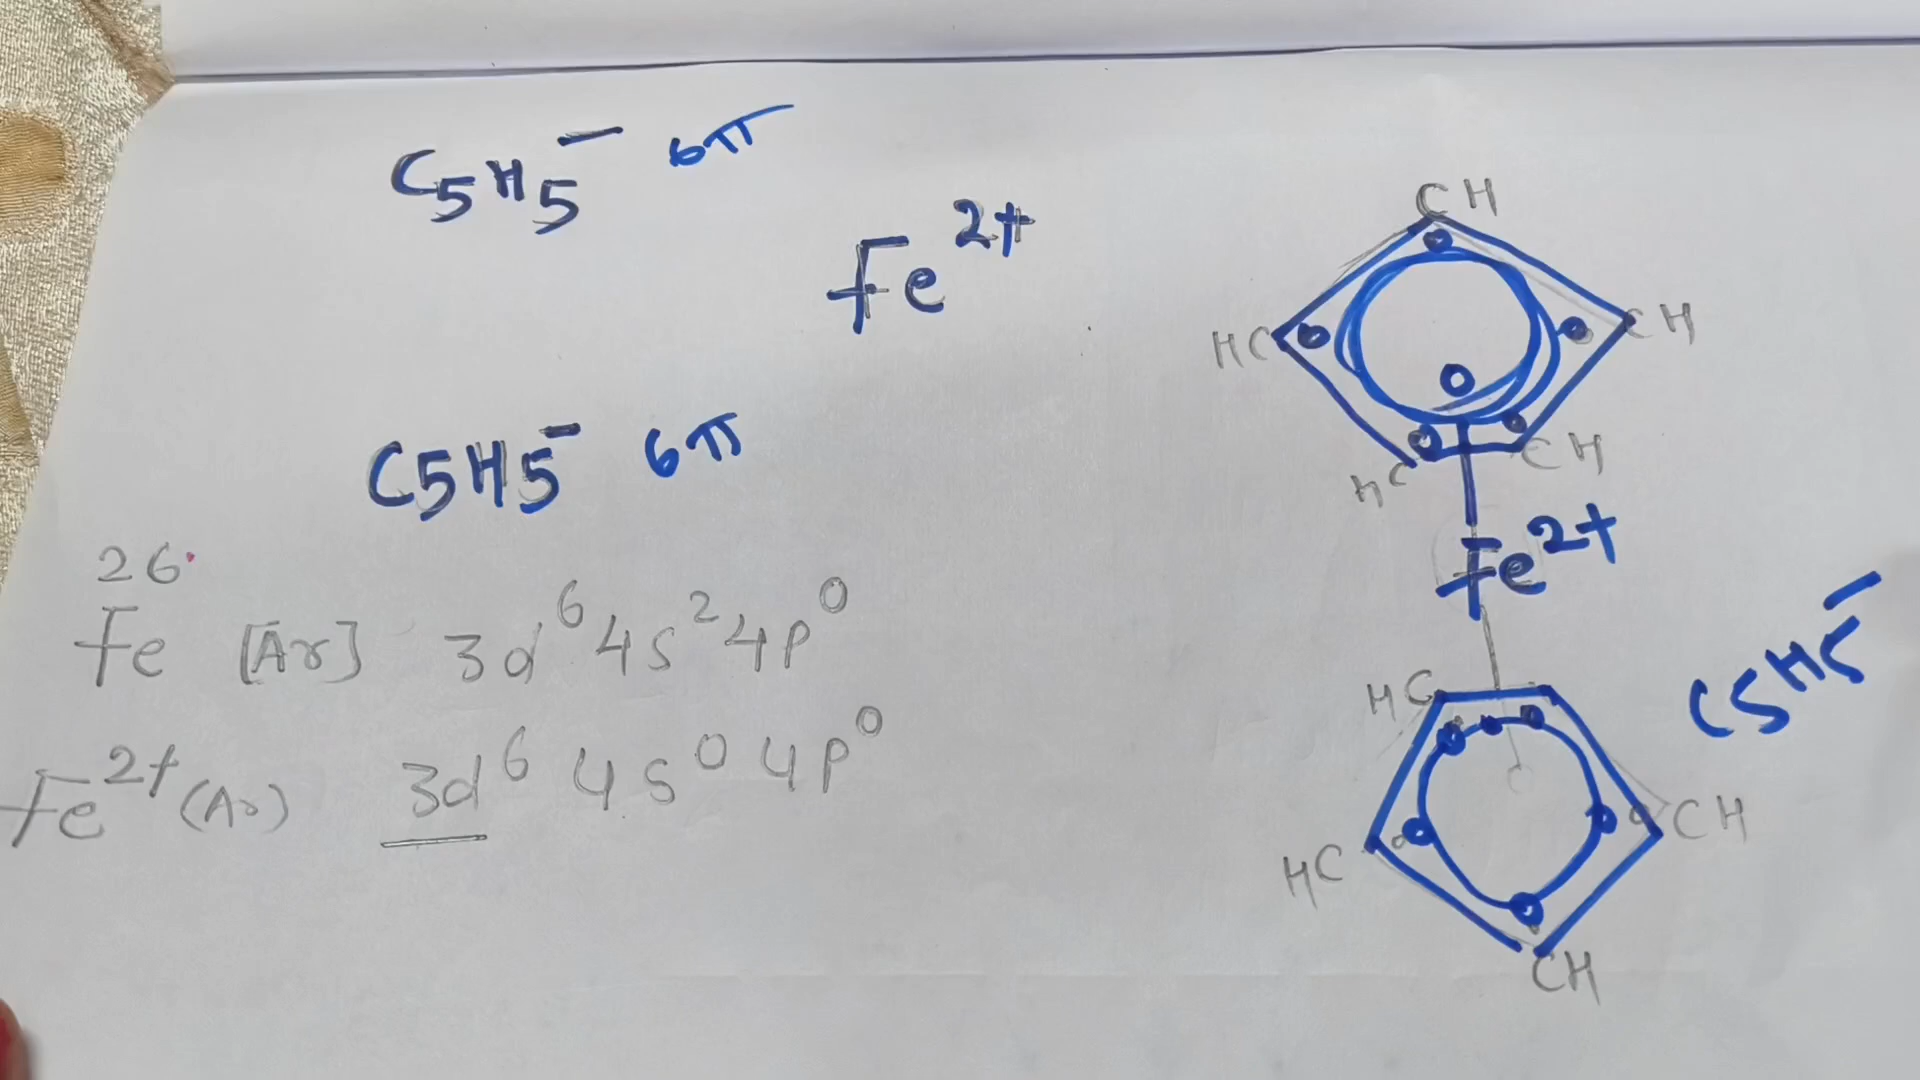 C5H5⁻ 6π
Fe²⁺
C5H5⁻ 6π
26
Fe [Ar] 3d⁶ 4s² 4p⁰
Fe²⁺ (Ar) 3d⁶ 4s⁰ 4p⁰
CH
HC CH
HC CH
Fe²⁺
HC
C5H5⁻
HC CH
CH